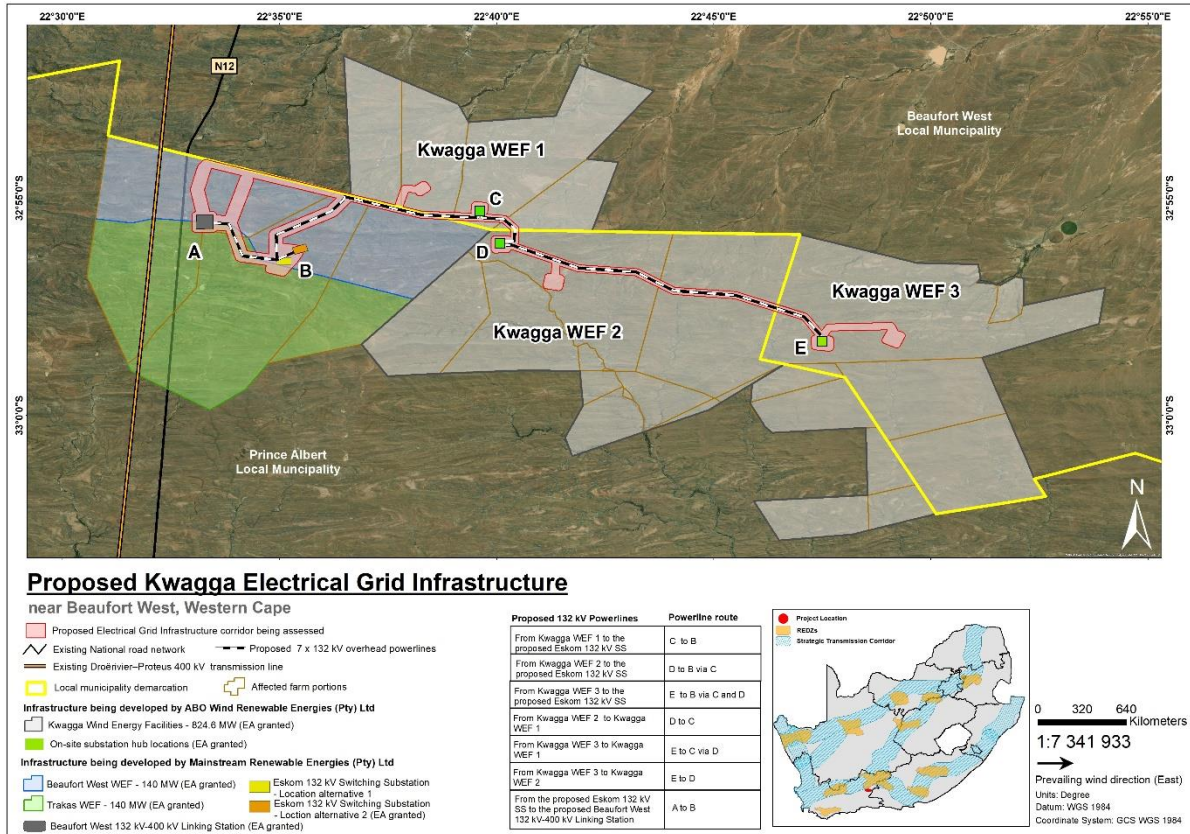 22°30'0"E 22°35'0"E 22°40'0"E 22°45'0"E 22°50'0"E 22°55'0"E
N12
Beaufort West
Local Muncipality
Kwagga WEF 1
32°55'0"S
32°55'0"S
C
A
B
D
Kwagga WEF 3
Kwagga WEF 2
E
33°0'0"S
33°0'0"S
Prince Albert
Local Muncipality
N
Proposed Kwagga Electrical Grid Infrastructure
near Beaufort West, Western Cape
Proposed Electrical Grid Infrastructure corridor being assessed
Existing National road network
Proposed 7 x 132 kV overhead powerlines
Existing Droërivier–Proteus 400 kV transmission line
Local municipality demarcation
Affected farm portions
Infrastructure being developed by ABO Wind Renewable Energies (Pty) Ltd
Kwagga Wind Energy Facilities - 824.6 MW (EA granted)
On-site substation hub locations (EA granted)
Infrastructure being developed by Mainstream Renewable Energies (Pty) Ltd
Beaufort West WEF - 140 MW (EA granted)
Eskom 132 kV Switching Substation
- Location alternative 1
Trakas WEF - 140 MW (EA granted)
Eskom 132 kV Switching Substation
- Loction alternative 2 (EA granted)
Beaufort West 132 kV-400 kV Linking Station (EA granted)
Proposed 132 kV Powerlines Powerline route
From Kwagga WEF 1 to the
proposed Eskom 132 kV SS
C to B
From Kwagga WEF 2 to the
proposed Eskom 132 kV SS
D to B via C
From Kwagga WEF 3 to the
proposed Eskom 132 kV SS
E to B via C and D
From Kwagga WEF 2 to Kwagga
WEF 1
D to C
From Kwagga WEF 3 to Kwagga
WEF 1
E to C via D
From Kwagga WEF 3 to Kwagga
WEF 2
E to D
From the proposed Eskom 132 kV
SS to the proposed Beaufort West
132 kV-400 kV Linking Station
A to B
Project Location
REDZs
Strategic Transmission Corridor
0 320 640
Kilometers
1:7 341 933
Prevailing wind direction (East)
Units: Degree
Datum: WGS 1984
Coordinate System: GCS WGS 1984